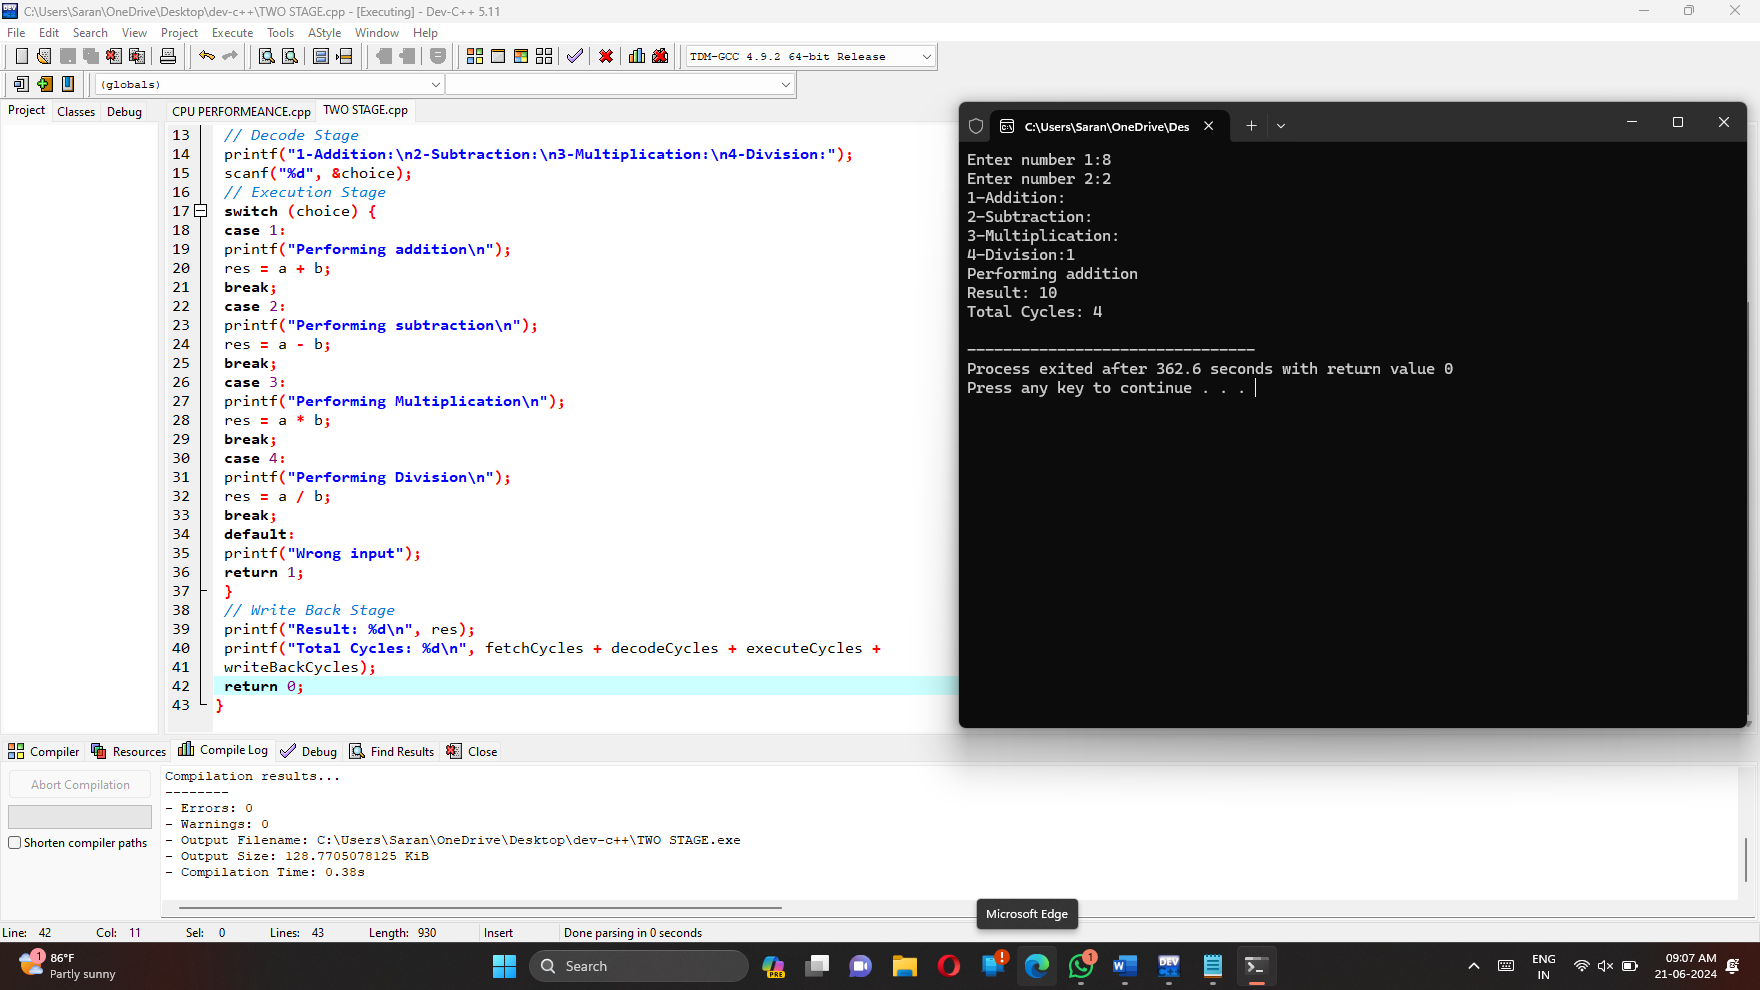 C:\Users\Saran\OneDrive\Desktop\dev-c++\TWO STAGE.cpp - [Executing] - Dev-C++ 5.11
File Edit Search View Project Execute Tools AStyle Window Help
TDM-GCC 4.9.2 64-bit Release
(globals)
Project Classes Debug
CPU PERFORMEANCE.cpp TWO STAGE.cpp
13 // Decode Stage
14 printf("1-Addition:\n2-Subtraction:\n3-Multiplication:\n4-Division:");
15 scanf("%d", &choice);
16 // Execution Stage
17 switch (choice) {
18 case 1:
19 printf("Performing addition\n");
20 res = a + b;
21 break;
22 case 2:
23 printf("Performing subtraction\n");
24 res = a - b;
25 break;
26 case 3:
27 printf("Performing Multiplication\n");
28 res = a * b;
29 break;
30 case 4:
31 printf("Performing Division\n");
32 res = a / b;
33 break;
34 default:
35 printf("Wrong input");
36 return 1;
37 }
38 // Write Back Stage
39 printf("Result: %d\n", res);
40 printf("Total Cycles: %d\n", fetchCycles + decodeCycles + executeCycles +
41 writeBackCycles);
42 return 0;
43 }
C:\Users\Saran\OneDrive\Des
Enter number 1:8
Enter number 2:2
1-Addition:
2-Subtraction:
3-Multiplication:
4-Division:1
Performing addition
Result: 10
Total Cycles: 4
--------------------------------
Process exited after 362.6 seconds with return value 0
Press any key to continue . . .
Compiler Resources Compile Log Debug Find Results Close
Abort Compilation
Shorten compiler paths
Compilation results...
--------
- Errors: 0
- Warnings: 0
- Output Filename: C:\Users\Saran\OneDrive\Desktop\dev-c++\TWO STAGE.exe
- Output Size: 128.7705078125 KiB
- Compilation Time: 0.38s
Microsoft Edge
Line: 42 Col: 11 Sel: 0 Lines: 43 Length: 930 Insert Done parsing in 0 seconds
1
86°F
Partly sunny
Search
PRE
1
DEV
ENG
IN
09:07 AM
21-06-2024